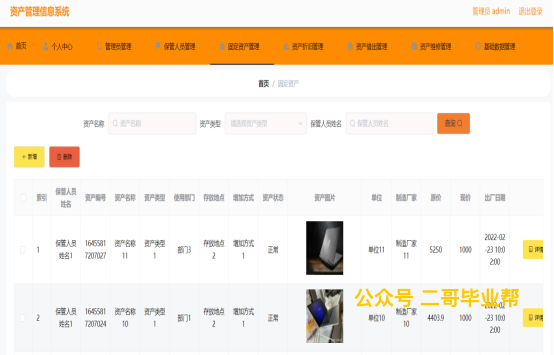 资产管理信息系统
管理员 admin 退出登录
首页 个人中心 管理员管理 保管人员管理 固定资产管理 资产折旧管理 资产借出管理 资产维修管理 基础数据管理
首页 / 固定资产
资产名称 资产名称 资产类型 请选择资产类型 保管人员姓名 保管人员姓名 查询
+ 新增 删除
索引 保管人员姓名 资产编号 资产名称 资产类型 使用部门 存放地点 增加方式 资产状态 资产图片 单位 制造厂家 原价 现价 出厂日期
1 保管人员姓名1 16455817207027 资产名称11 资产类型1 部门3 存放地点2 增加方式1 正常 单位11 制造厂家11 5250 1000 2022-02-23 10:02:00 详情
公众号 二哥毕业帮
2 保管人员姓名1 16455817207024 资产名称10 资产类型1 部门1 存放地点2 增加方式1 正常 单位10 制造厂家10 4403.9 1000 2022-02-23 10:02:00 详情